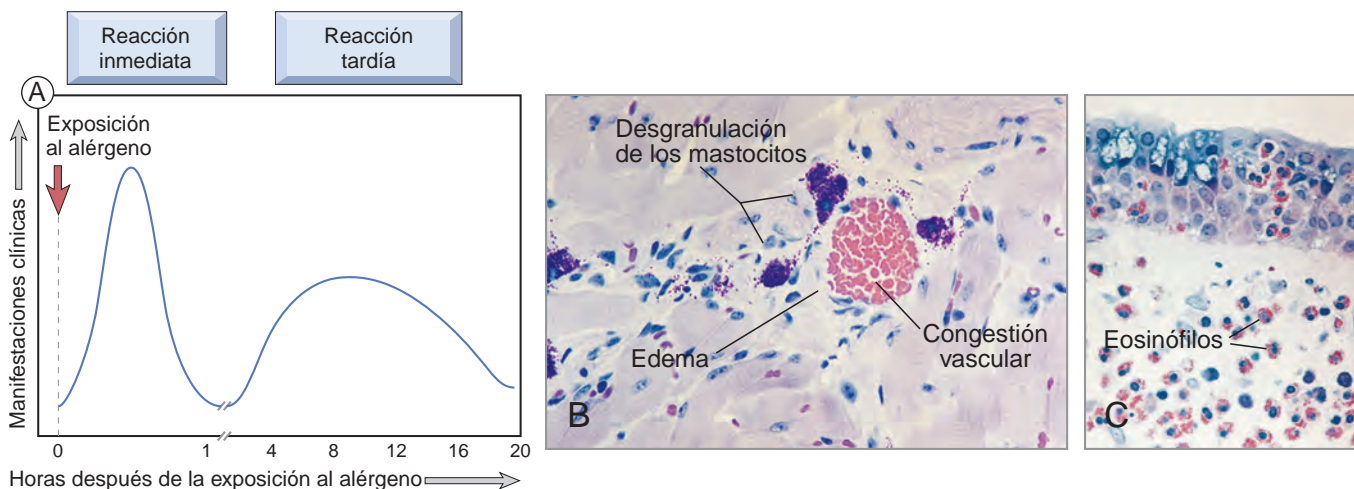 Reacción
inmediata
Reacción
tardía
A
Exposición
al alérgeno
Manifestaciones clínicas
0 1 4 8 12 16 20
Horas después de la exposición al alérgeno
Desgranulación
de los mastocitos
Edema
Congestión
vascular
B
Eosinófilos
C